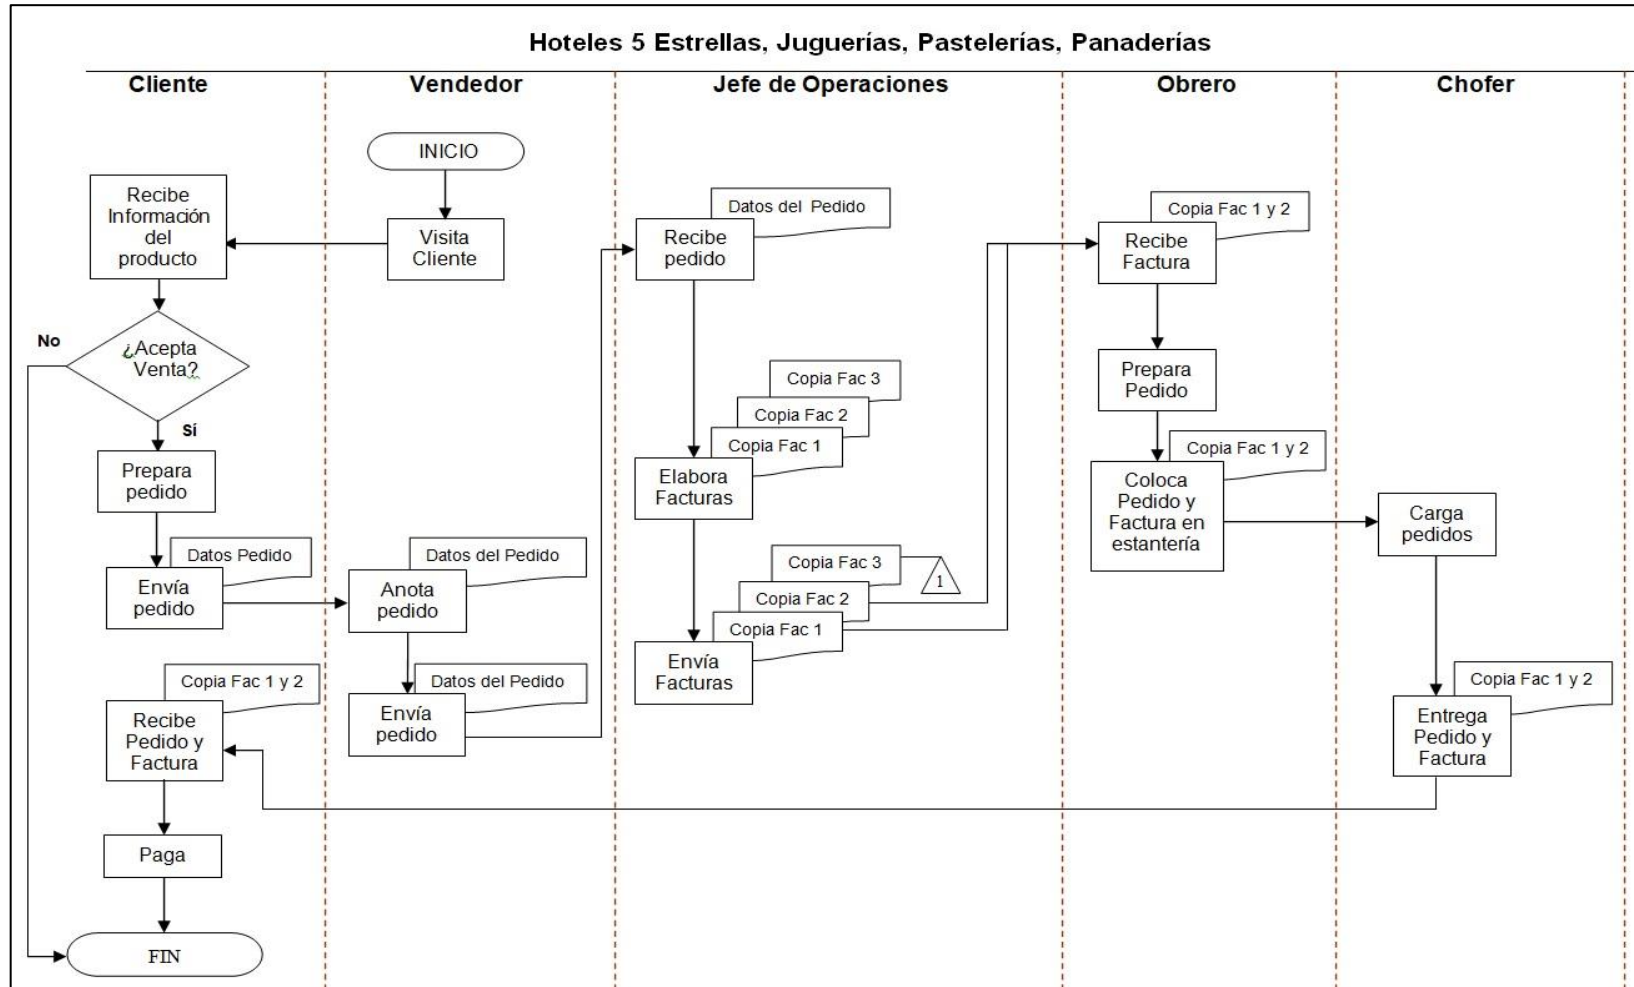 Hoteles 5 Estrellas, Juguerías, Pastelerías, Panaderías
Cliente
Vendedor
Jefe de Operaciones
Obrero
Chofer
Recibe
Información
del
producto
No
¿Acepta
Venta?
Sí
Prepara
pedido
Datos Pedido
Envía
pedido
Copia Fac 1 y 2
Recibe
Pedido y
Factura
Paga
FIN
INICIO
Visita
Cliente
Datos del Pedido
Anota
pedido
Datos del Pedido
Envía
pedido
Datos del Pedido
Recibe
pedido
Copia Fac 3
Copia Fac 2
Copia Fac 1
Elabora
Facturas
Copia Fac 3
1
Copia Fac 2
Copia Fac 1
Envía
Facturas
Copia Fac 1 y 2
Recibe
Factura
Prepara
Pedido
Copia Fac 1 y 2
Coloca
Pedido y
Factura en
estantería
Carga
pedidos
Copia Fac 1 y 2
Entrega
Pedido y
Factura